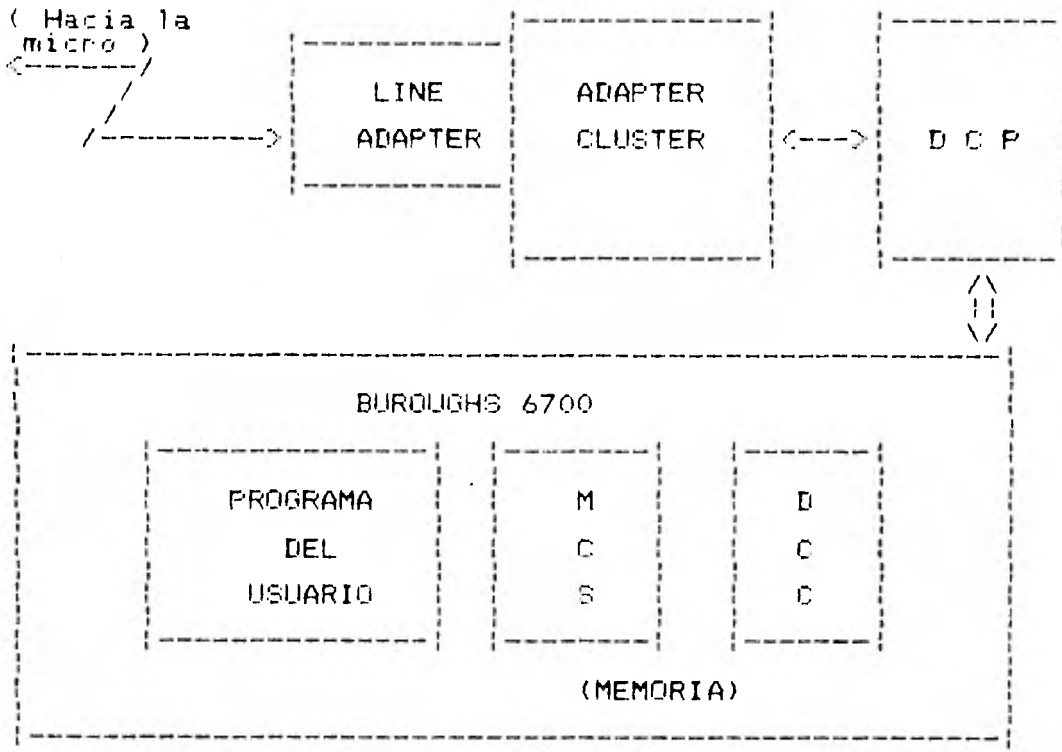 ( Hacia la
micro )
LINE
ADAPTER
ADAPTER
CLUSTER
D C P
BUROUGHS 6700
PROGRAMA
DEL
USUARIO
M
C
S
D
C
C
(MEMORIA)